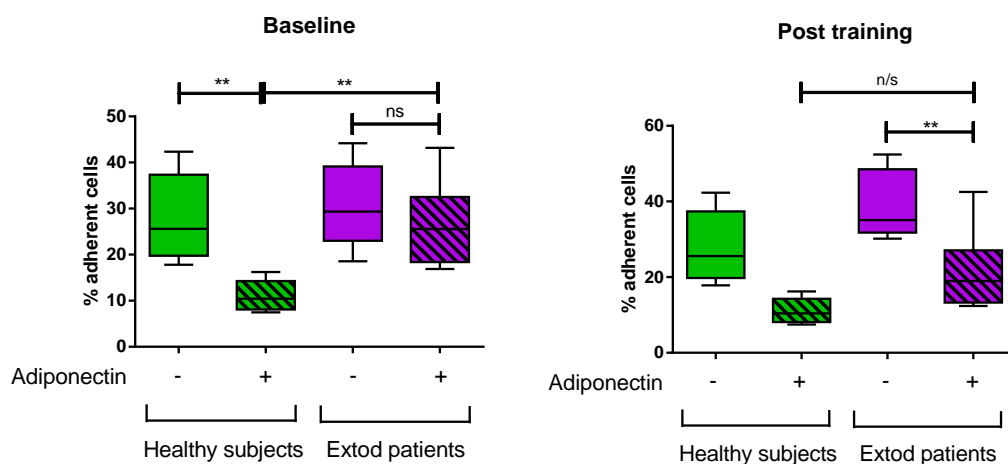 Baseline
**
**
ns
% adherent cells
50
40
30
20
10
0
Adiponectin
- + - +
Healthy subjects Extod patients
Post training
n/s
**
% adherent cells
60
40
20
0
Adiponectin
- + - +
Healthy subjects Extod patients